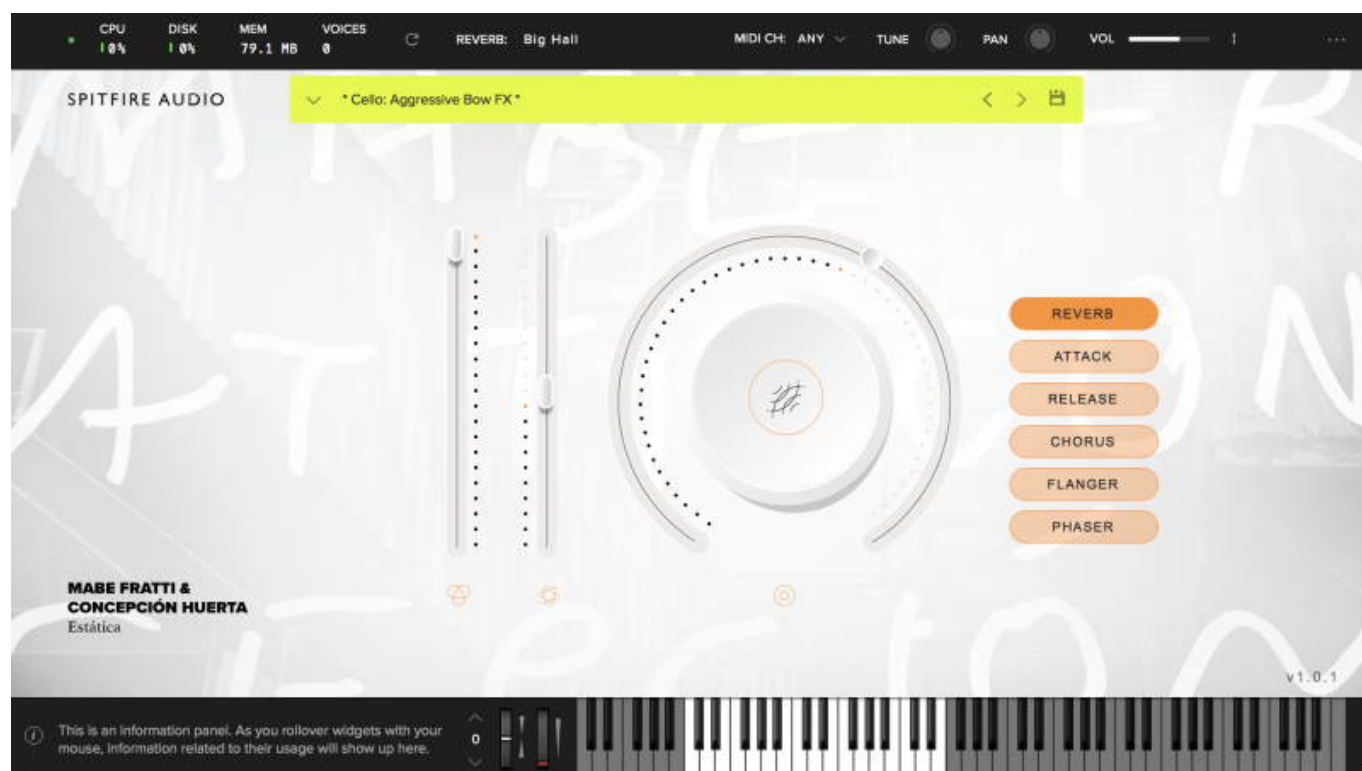 CPU DISK MEM VOICES
0% 0% 79.1 MB 0 REVERB: Big Hall MIDI CH: ANY TUNE PAN VOL
SPITFIRE AUDIO * Cello: Aggressive Bow FX *
REVERB
ATTACK
RELEASE
CHORUS
FLANGER
PHASER
MABE FRATTI &
CONCEPCIÓN HUERTA
Estática
v1.0.1
This is an information panel. As you rollover widgets with your
mouse, information related to their usage will show up here.
0